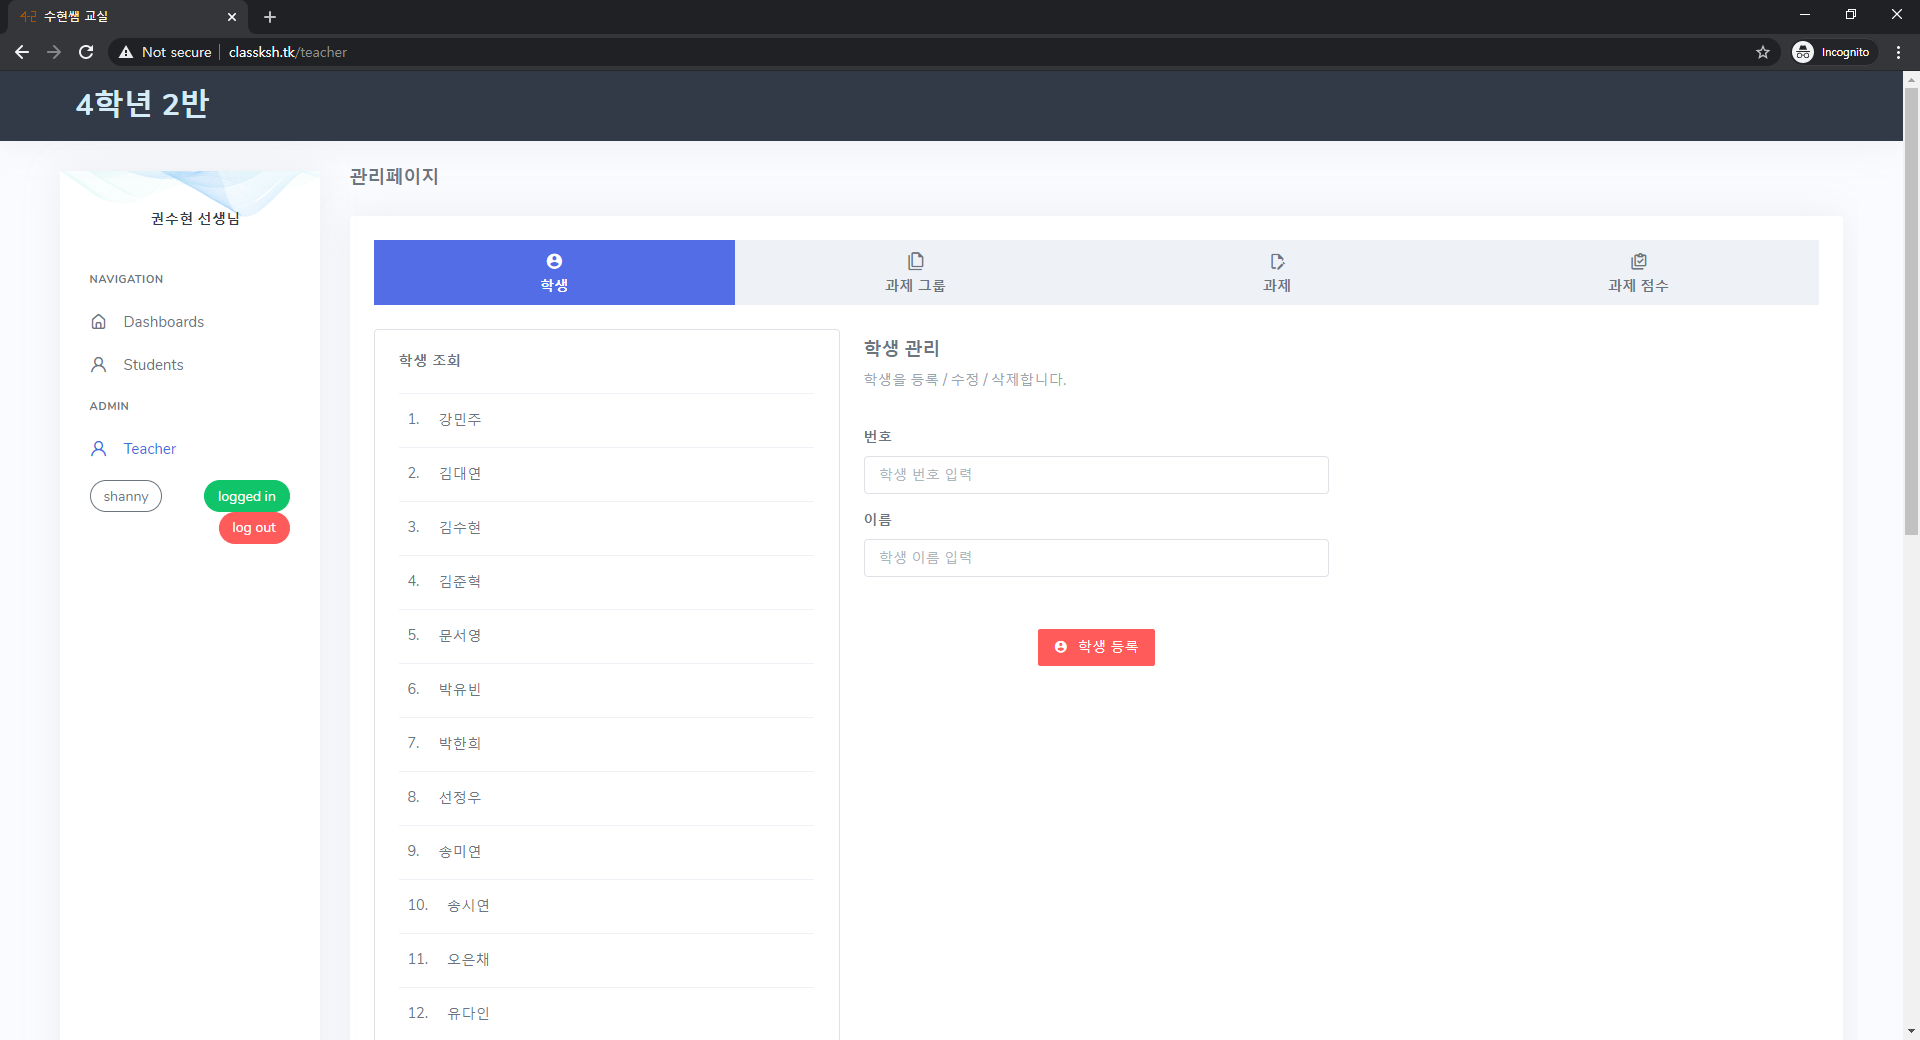 4-2 수현쌤 교실
Not secure classksh.tk/teacher
Incognito
4학년 2반
권수현 선생님
NAVIGATION
Dashboards
Students
ADMIN
Teacher
shanny
logged in
log out
관리페이지
학생
과제 그룹
과제
과제 점수
학생 조회
1. 강민주
2. 김대연
3. 김수현
4. 김준혁
5. 문서영
6. 박유빈
7. 박한희
8. 선정우
9. 송미연
10. 송시연
11. 오은채
12. 유다인
학생 관리
학생을 등록 / 수정 / 삭제합니다.
번호
학생 번호 입력
이름
학생 이름 입력
학생 등록